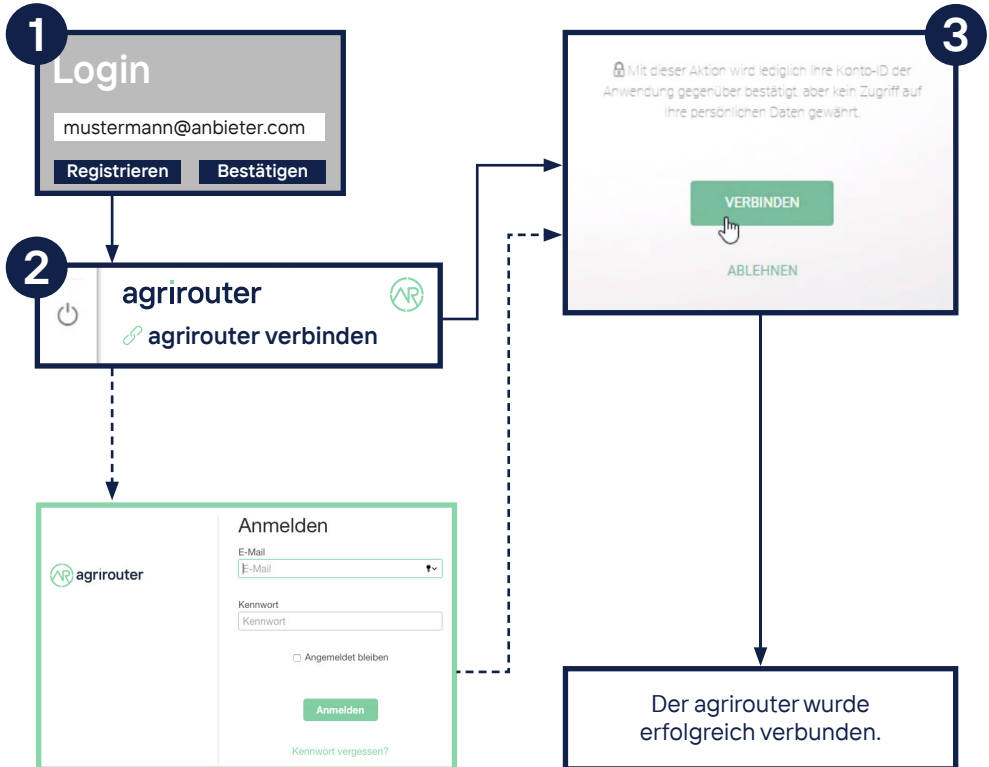 1
Login
mustermann@anbieter.com
Registrieren Bestätigen
2
agrirouter
AR
agrirouter verbinden
Anmelden
E-Mail
E-Mail
AR agrirouter
Kennwort
Kennwort
Angemeldet bleiben
Anmelden
Kennwort vergessen?
3
Mit dieser Aktion wird lediglich Ihre Konto-ID der
Anwendung gegenüber bestätigt, aber kein Zugriff auf
Ihre persönlichen Daten gewährt.
VERBINDEN
ABLEHNEN
Der agrirouter wurde
erfolgreich verbunden.